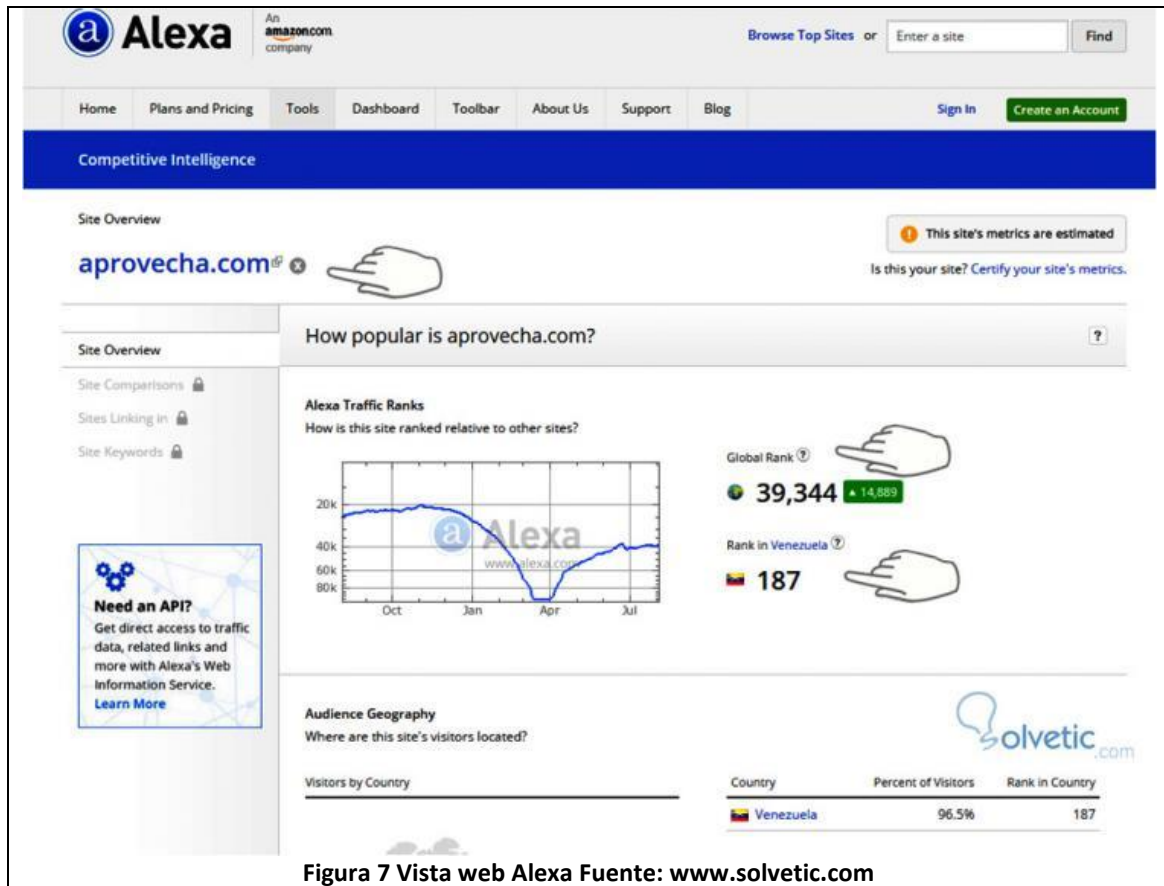 a Alexa
An
amazon.com
company
Browse Top Sites or Enter a site Find
Home Plans and Pricing Tools Dashboard Toolbar About Us Support Blog Sign In Create an Account
Competitive Intelligence
Site Overview
! This site's metrics are estimated
aprovecha.com
Is this your site? Certify your site's metrics.
How popular is aprovecha.com? ?
Site Overview
Site Comparisons
Sites Linking in
Site Keywords
Alexa Traffic Ranks
How is this site ranked relative to other sites?
20k
40k
60k
80k
Oct Jan Apr Jul
a Alexa
www.alexa.com
Global Rank ?
39,344 ▲ 14,889
Rank in Venezuela ?
187
Need an API?
Get direct access to traffic
data, related links and
more with Alexa's Web
Information Service.
Learn More
Audience Geography
Where are this site's visitors located?
Solvetic.com
Visitors by Country
Country Percent of Visitors Rank in Country
Venezuela 96.5% 187
Figura 7 Vista web Alexa Fuente: www.solvetic.com